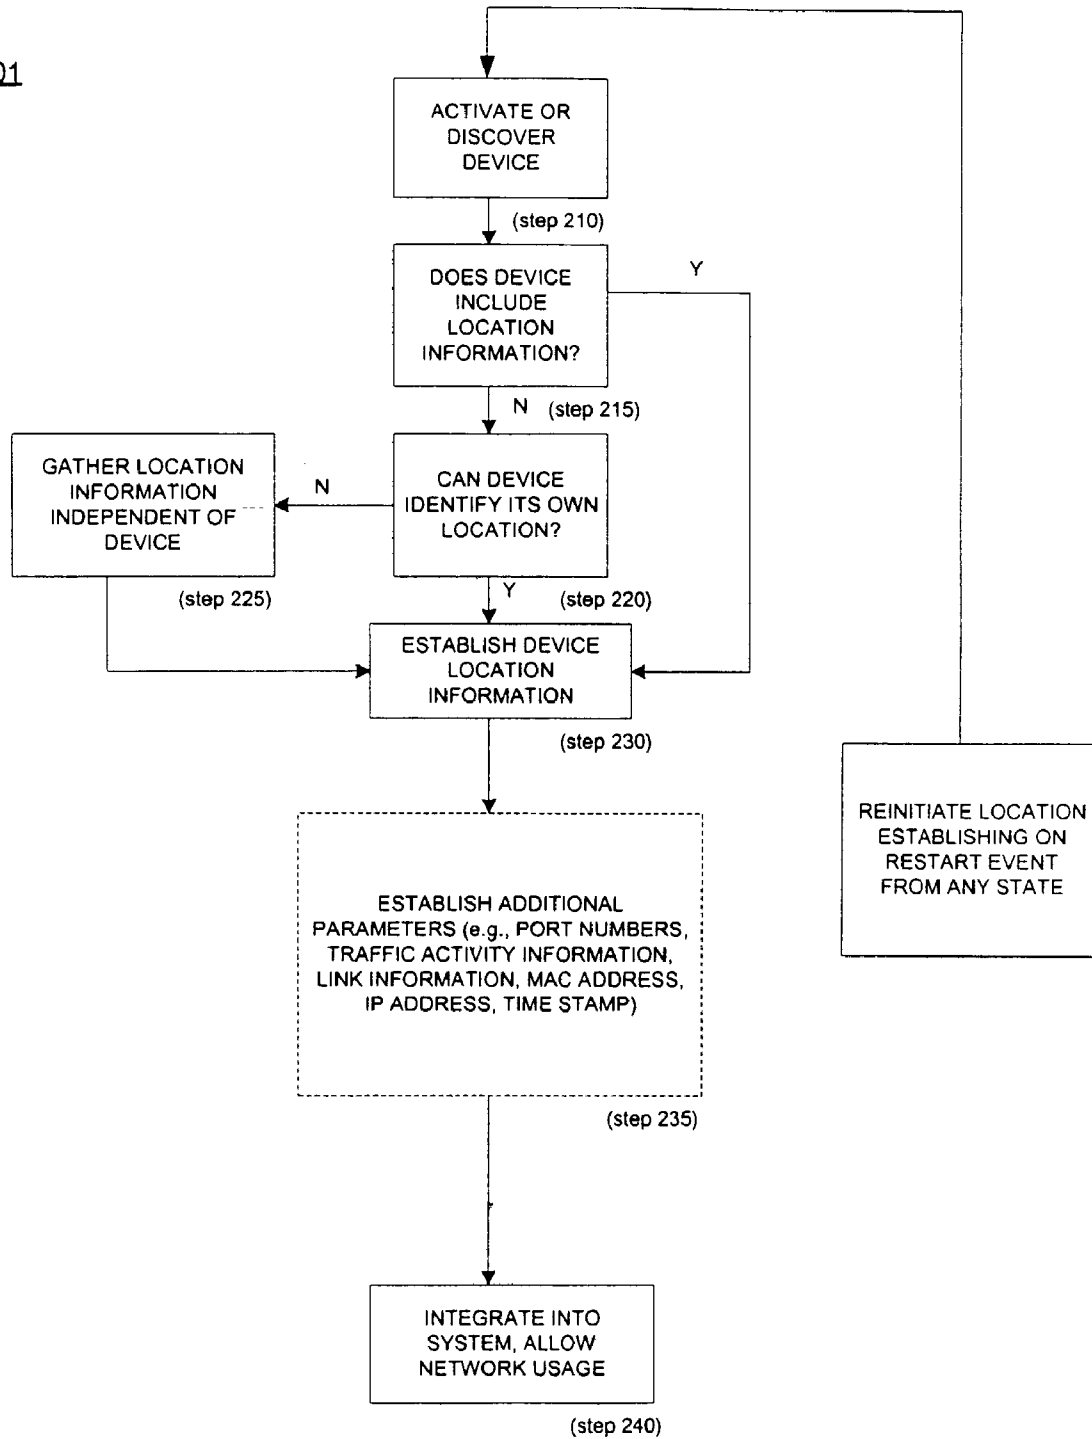 01
ACTIVATE OR
DISCOVER
DEVICE
(step 210)
DOES DEVICE
INCLUDE
LOCATION
INFORMATION?
Y
N
(step 215)
GATHER LOCATION
INFORMATION
INDEPENDENT OF
DEVICE
N
CAN DEVICE
IDENTIFY ITS OWN
LOCATION?
(step 225)
Y
(step 220)
ESTABLISH DEVICE
LOCATION
INFORMATION
(step 230)
REINITIATE LOCATION
ESTABLISHING ON
RESTART EVENT
FROM ANY STATE
ESTABLISH ADDITIONAL
PARAMETERS (e.g., PORT NUMBERS,
TRAFFIC ACTIVITY INFORMATION,
LINK INFORMATION, MAC ADDRESS,
IP ADDRESS, TIME STAMP)
(step 235)
INTEGRATE INTO
SYSTEM, ALLOW
NETWORK USAGE
(step 240)